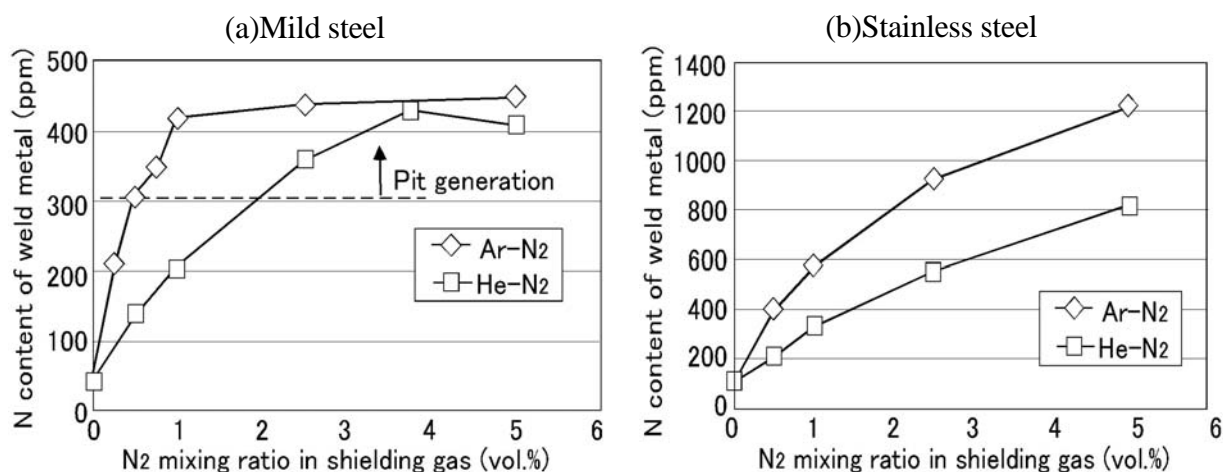 (a)Mild steel
N content of weld metal (ppm)
500
400
300
200
100
0
Pit generation
Ar-N2
He-N2
0 1 2 3 4 5 6
N2 mixing ratio in shielding gas (vol.%)
(b)Stainless steel
N content of weld metal (ppm)
1400
1200
1000
800
600
400
200
0
Ar-N2
He-N2
0 1 2 3 4 5 6
N2 mixing ratio in shielding gas (vol.%)